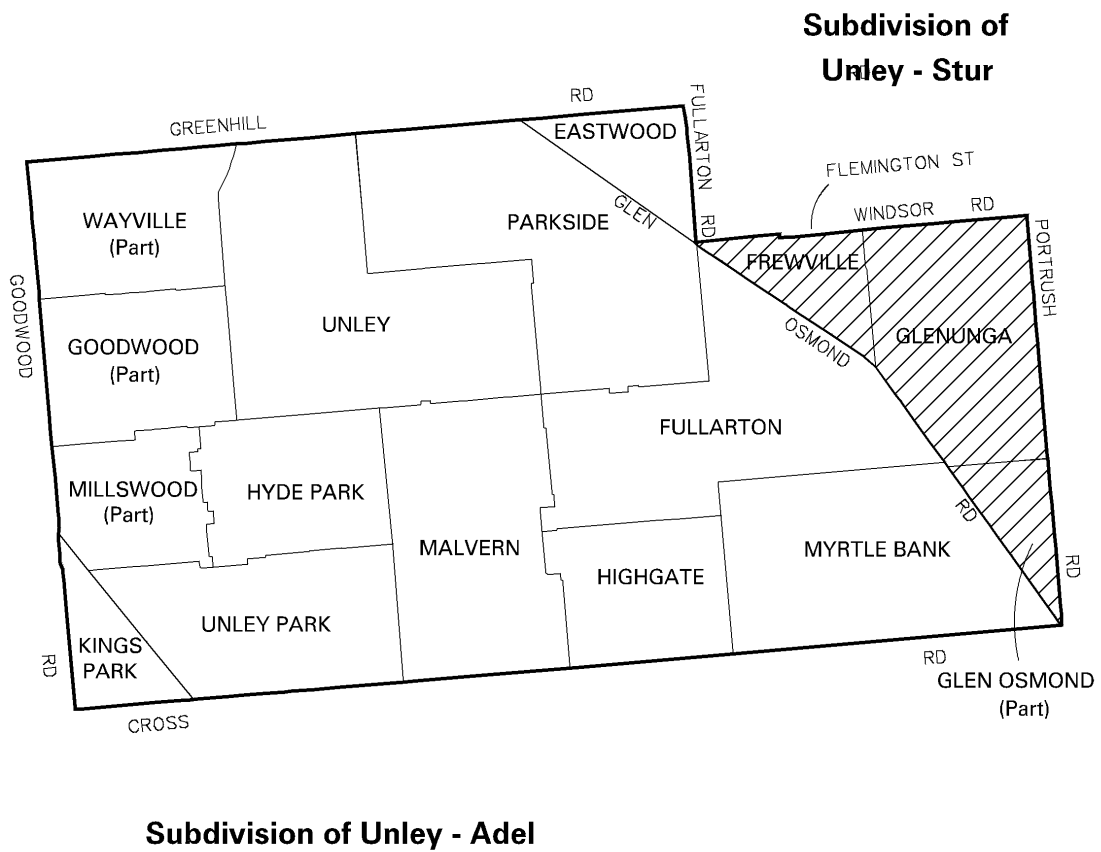 Subdivision of
Unley - Stur
RD
RD
FULLARTON
GREENHILL
EASTWOOD
FLEMINGTON ST
GLEN
RD
WINDSOR
RD
WAYVILLE
(Part)
PARKSIDE
PORTRUSH
FREWVILLE
GOODWOOD
UNLEY
OSMOND
GLENUNGA
GOODWOOD
(Part)
FULLARTON
MILLSWOOD
(Part)
HYDE PARK
RD
MALVERN
MYRTLE BANK
HIGHGATE
RD
UNLEY PARK
KINGS
PARK
RD
RD
GLEN OSMOND
(Part)
CROSS
Subdivision of Unley - Adel